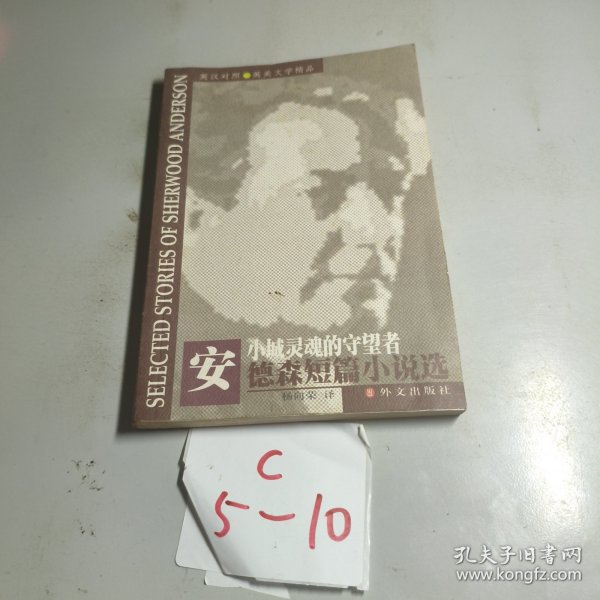 英汉对照●英美文学精品
SELECTED STORIES OF SHERWOOD ANDERSON
小城灵魂的守望者
安德森短篇小说选
杨向荣 译
外文出版社
C
5-10
孔夫子旧书网
www.kongfz.com